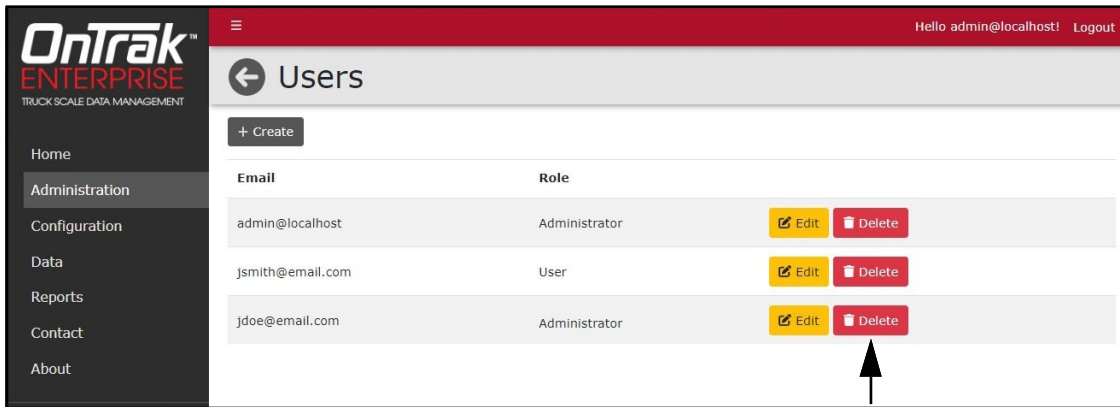 OnTrak™
ENTERPRISE
TRUCK SCALE DATA MANAGEMENT
Home
Administration
Configuration
Data
Reports
Contact
About
Hello admin@localhost! Logout
Users
+ Create
Email Role
admin@localhost Administrator Edit Delete
jsmith@email.com User Edit Delete
jdoe@email.com Administrator Edit Delete